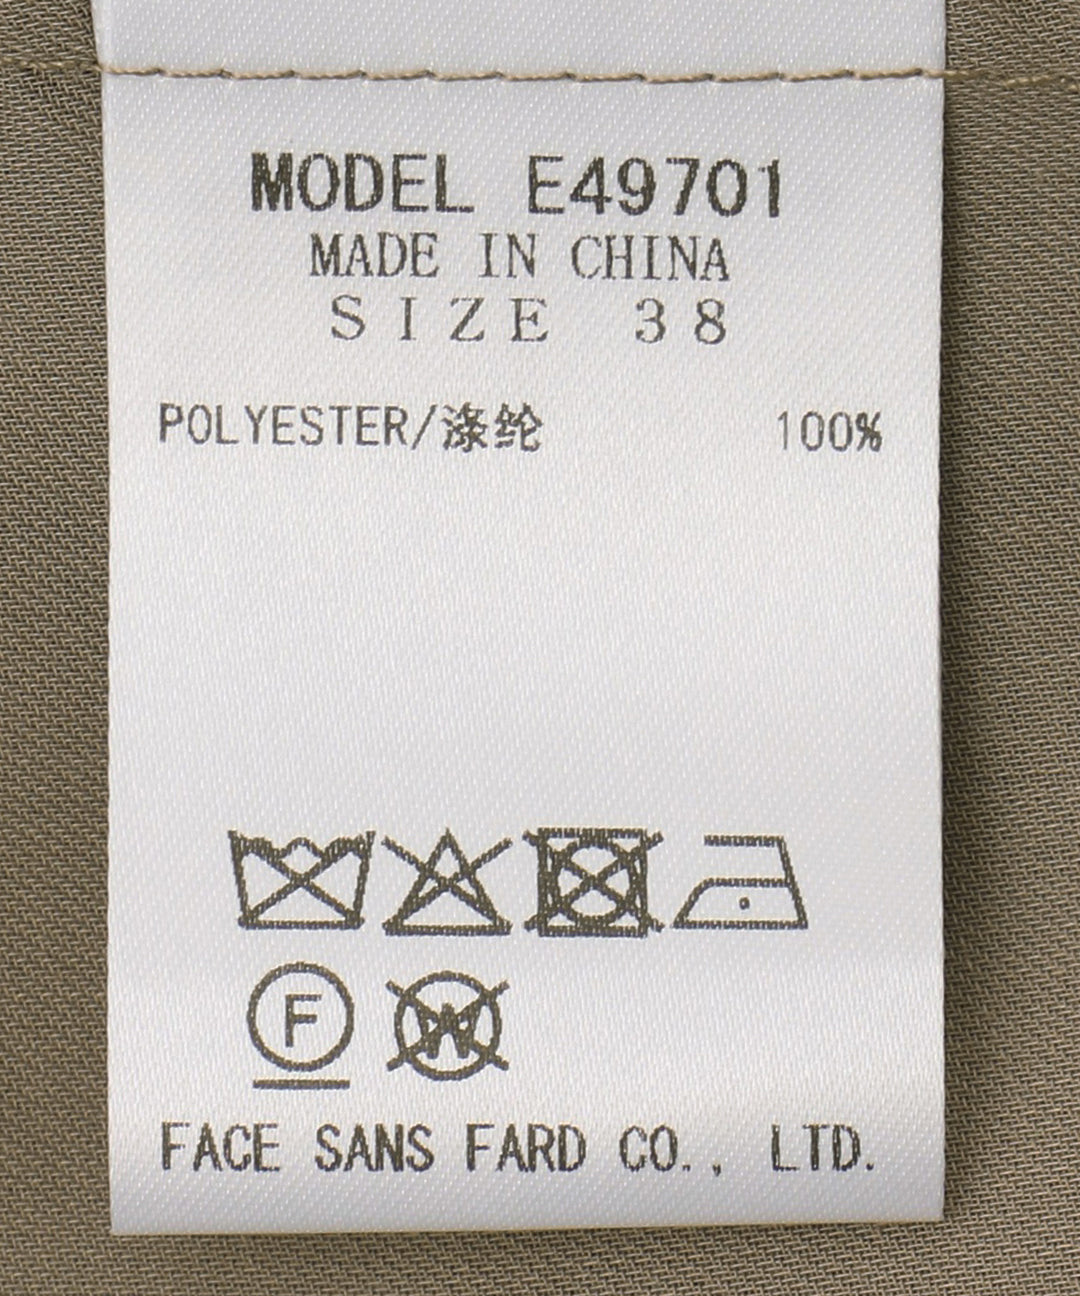 MODEL E49701
MADE IN CHINA
SIZE 38
POLYESTER/涤纶 100%
F W
FACE SANS FARD CO., LTD.